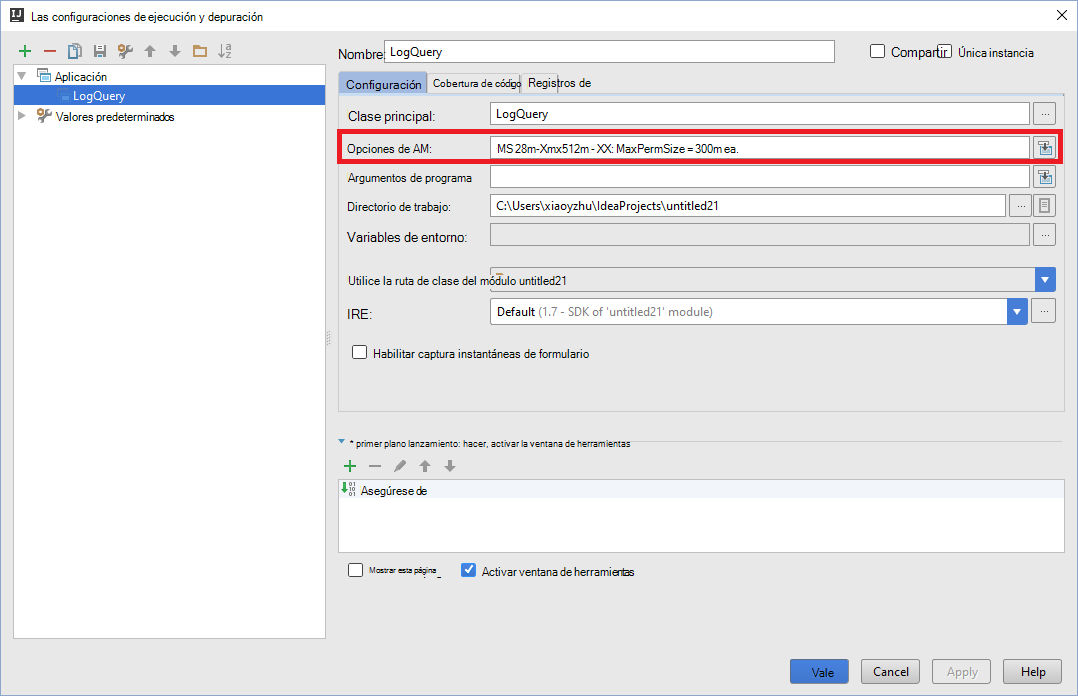 Las configuraciones de ejecución y depuración
Nombre: LogQuery Compartir Única instancia
Aplicación
LogQuery
Valores predeterminados
Configuración Cobertura de código Registros de
Clase principal: LogQuery ...
Opciones de AM: MS 28m-Xmx512m - XX: MaxPermSize = 300m ea.
Argumentos de programa
Directorio de trabajo: C:\Users\xiaoyzhu\IdeaProjects\untitled21 ...
Variables de entorno: ...
Utilice la ruta de clase del módulo untitled21
IRE: Default (1.7 - SDK of 'untitled21' module) ...
Habilitar captura instantáneas de formulario
* primer plano lanzamiento: hacer, activar la ventana de herramientas
Asegúrese de
Mostrar esta página Activar ventana de herramientas
Vale Cancel Apply Help